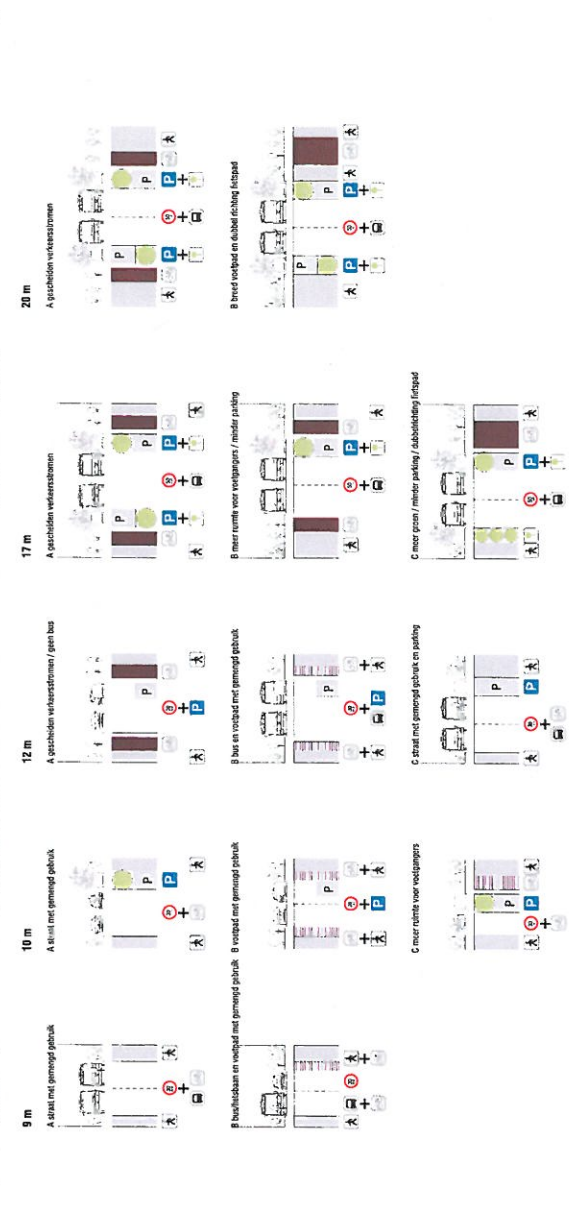 9 m
A straat met gemengd gebruik
B bus/fietsbaan en voetpad met gemengd gebruik
10 m
A straat met gemengd gebruik
P
P
B voetpad met gemengd gebruik
P
P
C meer ruimte voor voetgangers
P
P
12 m
A gescheiden verkeersstromen / geen bus
P
P
B bus en voetpad met gemengd gebruik
P
P
C straat met gemengd gebruik en parking
P
P
17 m
A gescheiden verkeersstromen
P
P
P
P
B meer ruimte voor voetgangers / minder parking
P
P
C meer groen / minder parking / dubbelrichting fietspad
P
P
20 m
A gescheiden verkeersstromen
P
P
P
P
B breed voetpad en dubbel richting fietspad
P
P
P
P